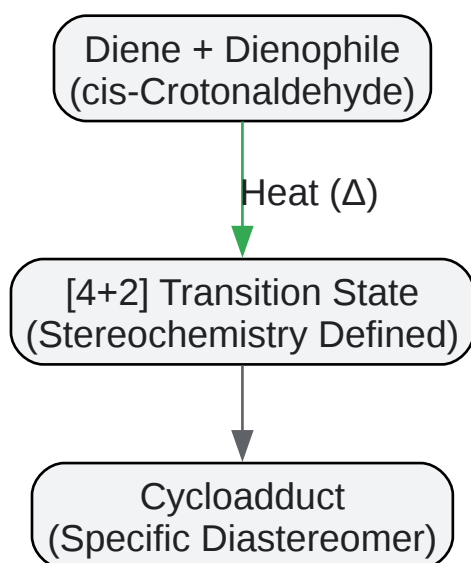 Diene + Dienophile
(cis-Crotonaldehyde)
Heat (Δ)
[4+2] Transition State
(Stereochemistry Defined)
Cycloadduct
(Specific Diastereomer)